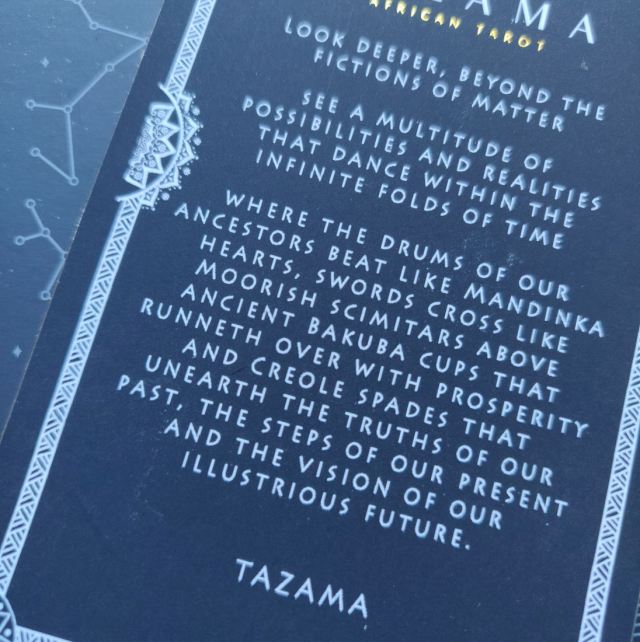 AZAMA
AFRICAN TAROT
LOOK DEEPER, BEYOND THE
FICTIONS OF MATTER
SEE A MULTITUDE OF
POSSIBILITIES AND REALITIES
THAT DANCE WITHIN THE
INFINITE FOLDS OF TIME
WHERE THE DRUMS OF OUR
ANCESTORS BEAT LIKE MANDINKA
HEARTS, SWORDS CROSS LIKE
MOORISH SCIMITARS ABOVE
ANCIENT BAKUBA CUPS THAT
RUNNETH OVER WITH PROSPERITY
AND CREOLE SPADES THAT
UNEARTH THE TRUTHS OF OUR
PAST, THE STEPS OF OUR PRESENT
AND THE VISION OF OUR
ILLUSTRIOUS FUTURE.
TAZAMA